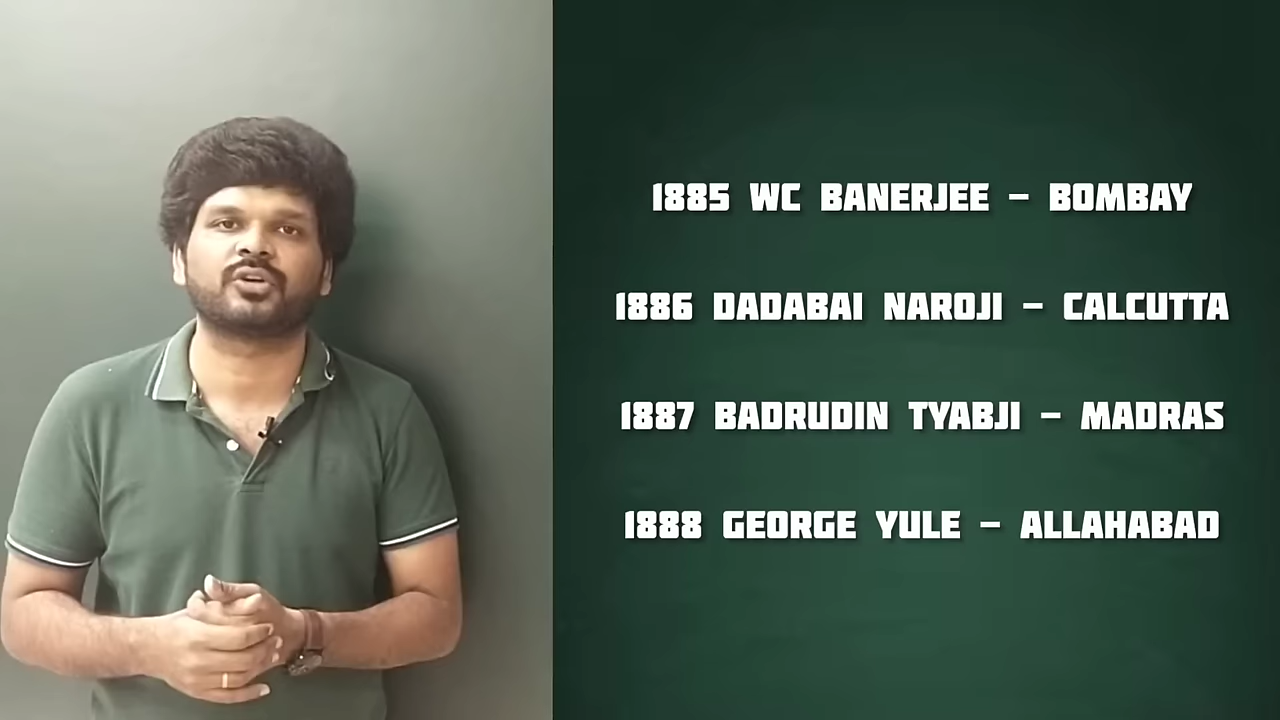 1885 WC BANERJEE – BOMBAY
1886 DADABAI NAROJI – CALCUTTA
1887 BADRUDIN TYABJI – MADRAS
1888 GEORGE YULE – ALLAHABAD